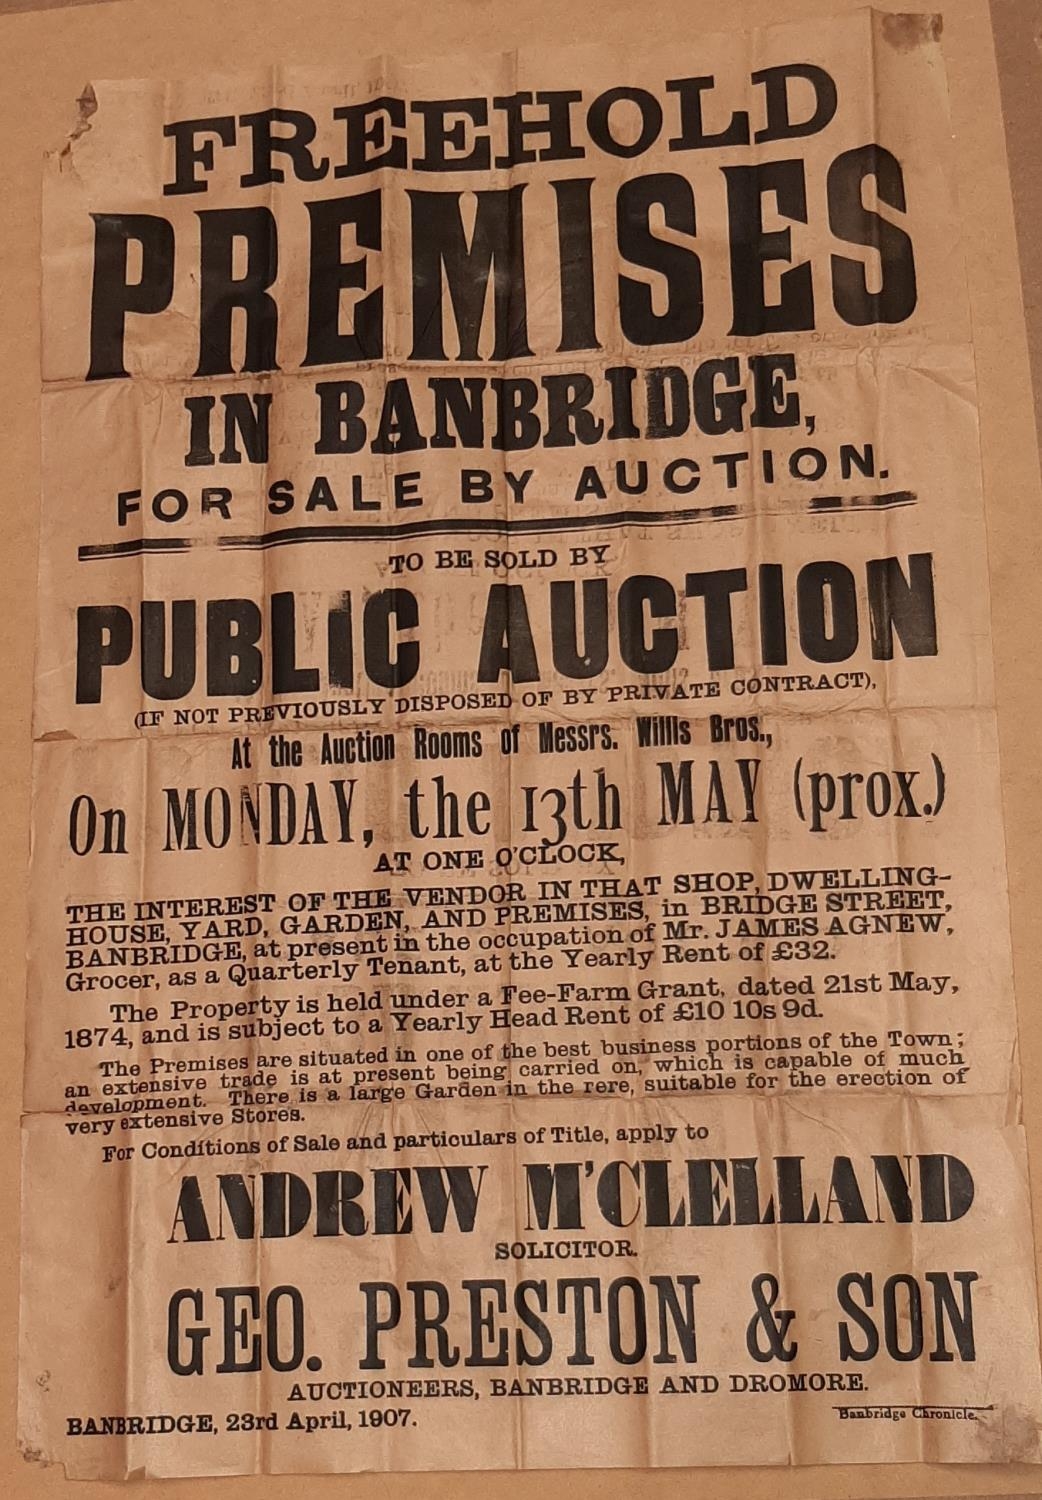 FREEHOLD
PREMISES
IN BANBRIDGE,
FOR SALE BY AUCTION.
TO BE SOLD BY
PUBLIC AUCTION
(IF NOT PREVIOUSLY DISPOSED OF BY PRIVATE CONTRACT),
At the Auction Rooms of Messrs. Willis Bros.,
On MONDAY, the 13th MAY (prox.)
AT ONE O'CLOCK,
THE INTEREST OF THE VENDOR IN THAT SHOP, DWELLING-
HOUSE, YARD, GARDEN, AND PREMISES, in BRIDGE STREET,
BANBRIDGE, at present in the occupation of Mr. JAMES AGNEW,
Grocer, as a Quarterly Tenant, at the Yearly Rent of £32.
The Property is held under a Fee-Farm Grant, dated 21st May,
1874, and is subject to a Yearly Head Rent of £10 10s 9d.
The Premises are situated in one of the best business portions of the Town;
an extensive trade is at present being carried on, which is capable of much
development. There is a large Garden in the rere, suitable for the erection of
very extensive Stores.
For Conditions of Sale and particulars of Title, apply to
ANDREW M'CLELLAND
SOLICITOR.
GEO. PRESTON & SON
AUCTIONEERS, BANBRIDGE AND DROMORE.
BANBRIDGE, 23rd April, 1907.
Banbridge Chronicle.